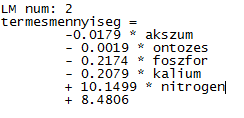 LM num: 2
termesmennyiseg =
-0.0179 * akszum
- 0.0019 * ontozes
- 0.2174 * foszfor
- 0.2079 * kalium
+ 10.1499 * nitrogen
+ 8.4806